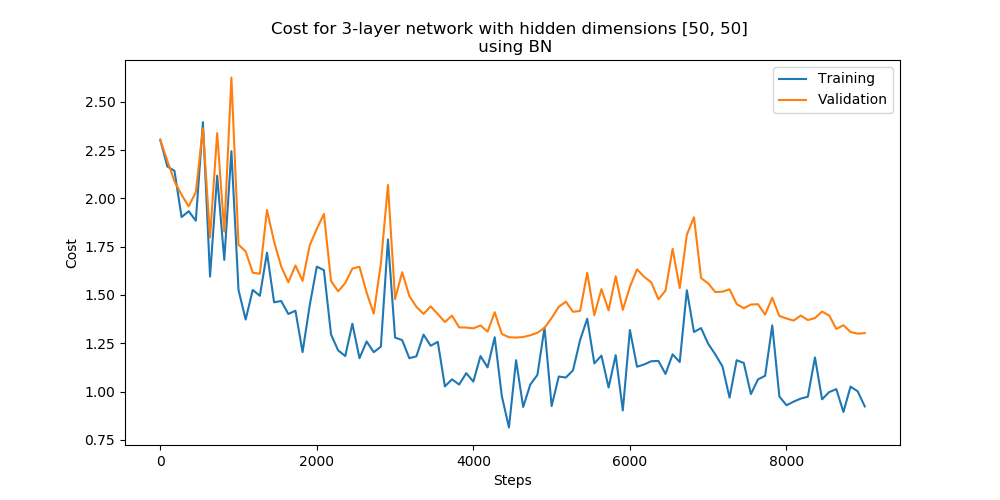 Cost for 3-layer network with hidden dimensions [50, 50]
using BN
Training
Validation
2.50
2.25
2.00
1.75
1.50
1.25
1.00
0.75
Cost
0
2000
4000
6000
8000
Steps